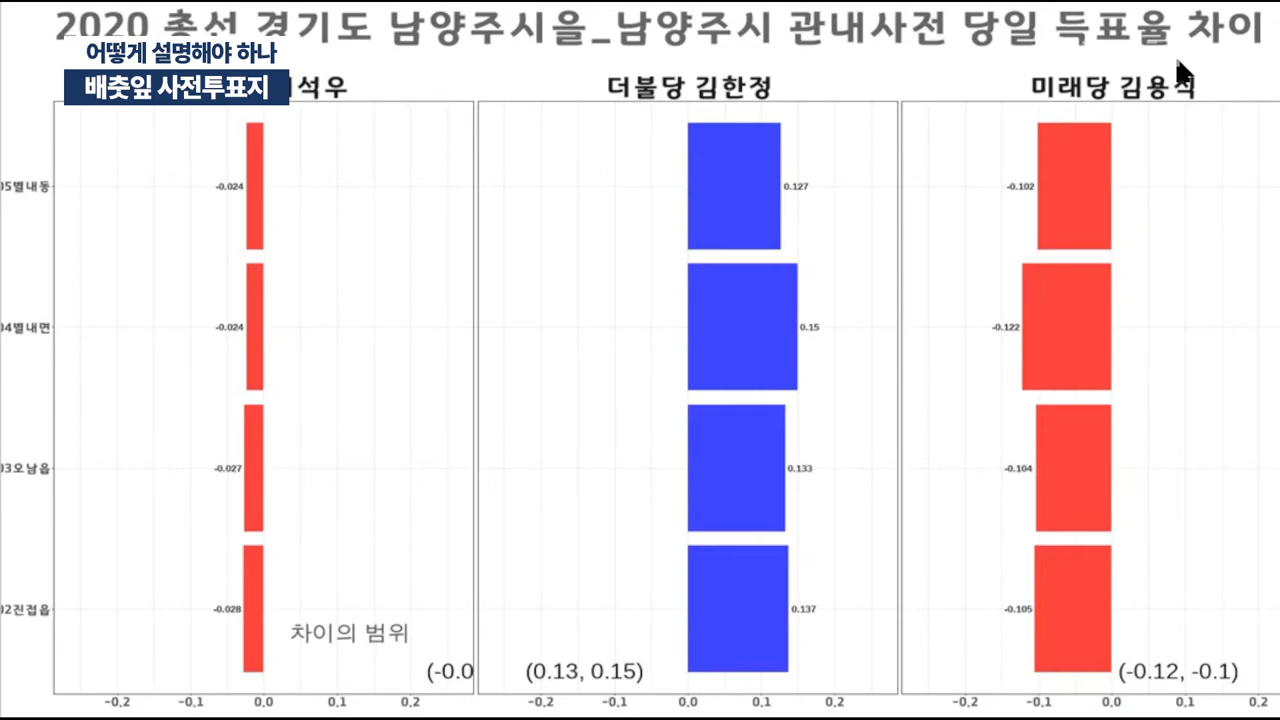 2020 총선 경기도 남양주시을_남양주시 관내사전 당일 득표율 차이
어떻게 설명해야 하나
배춧잎 사전투표지
석우
더불당 김한정
미래당 김용식
05별내동
-0.024
0.127
-0.102
04별내면
-0.024
0.15
-0.122
03오남읍
-0.027
0.133
-0.104
02진접읍
-0.028
0.137
-0.105
차이의 범위
(-0.0
(0.13, 0.15)
(-0.12, -0.1)
-0.2 -0.1 0.0 0.1 0.2
-0.2 -0.1 0.0 0.1 0.2
-0.2 -0.1 0.0 0.1 0.2